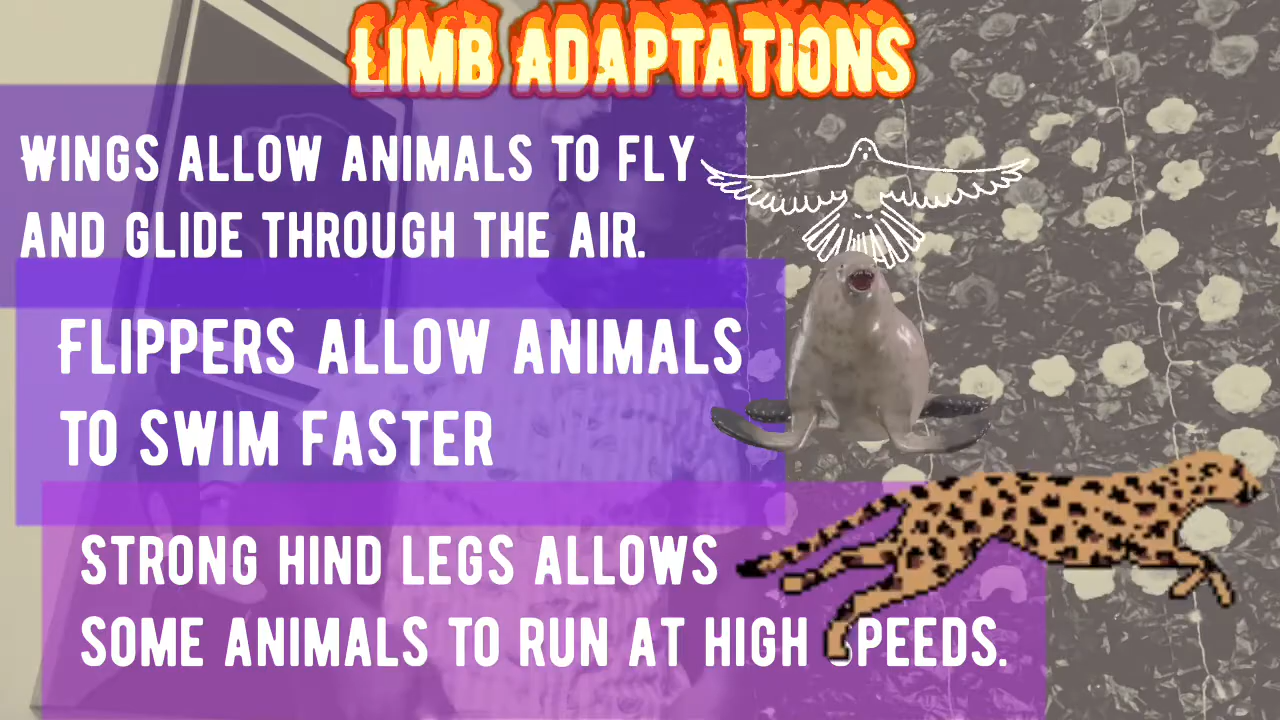 LIMB ADAPTATIONS
WINGS ALLOW ANIMALS TO FLY
AND GLIDE THROUGH THE AIR.
FLIPPERS ALLOW ANIMALS
TO SWIM FASTER
STRONG HIND LEGS ALLOWS
SOME ANIMALS TO RUN AT HIGH SPEEDS.